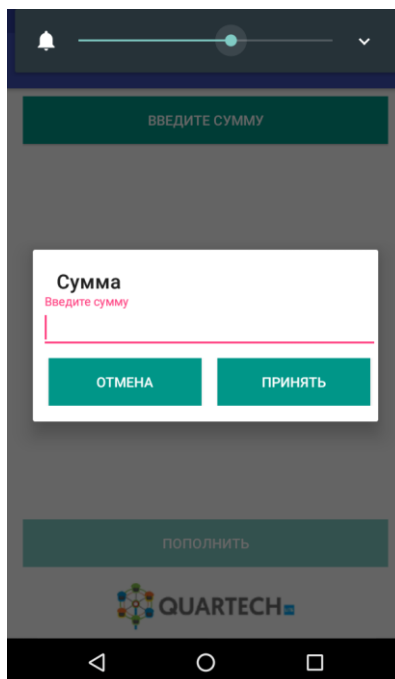 ВВЕДИТЕ СУММУ
Сумма
Введите сумму
ОТМЕНА ПРИНЯТЬ
ПОПОЛНИТЬ
QUARTECH